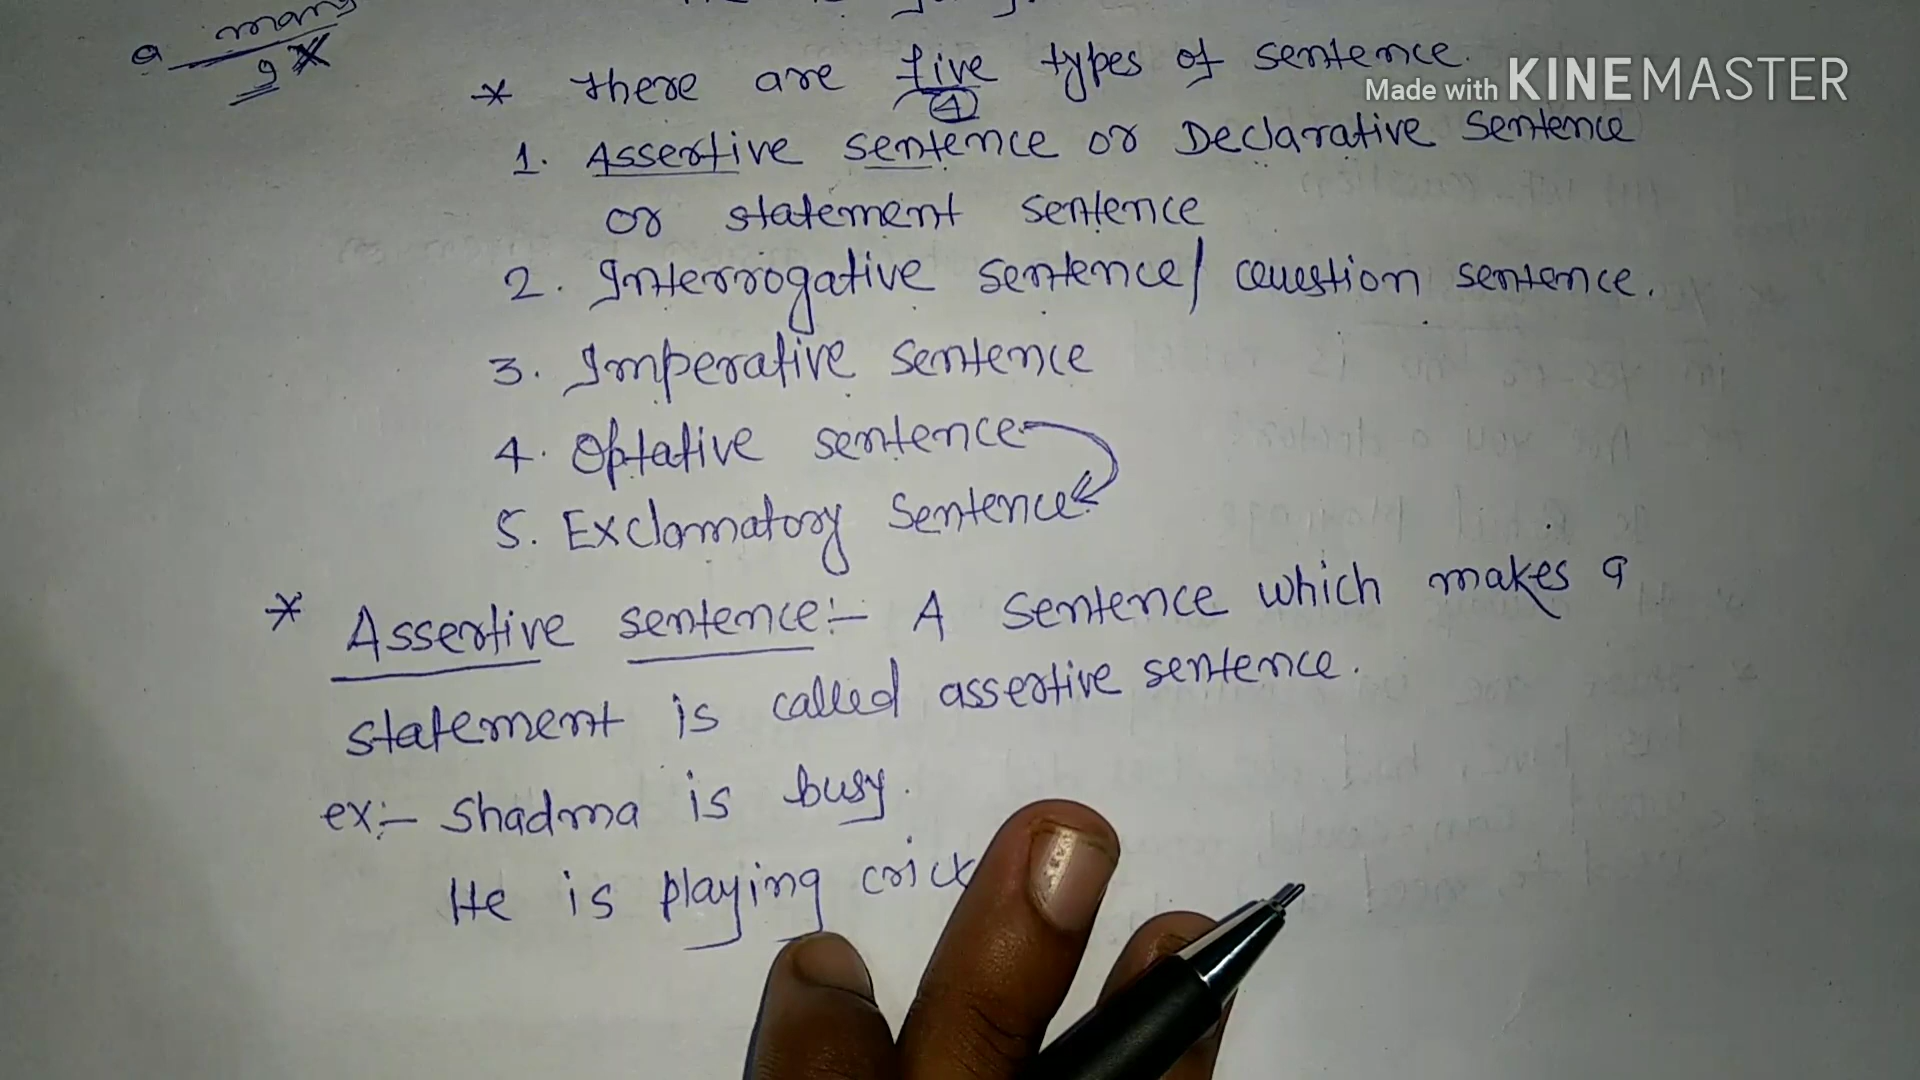 a many
g x
* There are five types of sentence.
4
Made with KINEMASTER
1. Assertive sentence or Declarative Sentence
or statement sentence
2. Interrogative sentence/ Question sentence.
3. Imperative sentence
4. Optative sentence
5. Exclamatory Sentence
* Assertive sentence:- A sentence which makes a
statement is called assertive sentence.
ex:- Shadma is busy.
He is playing